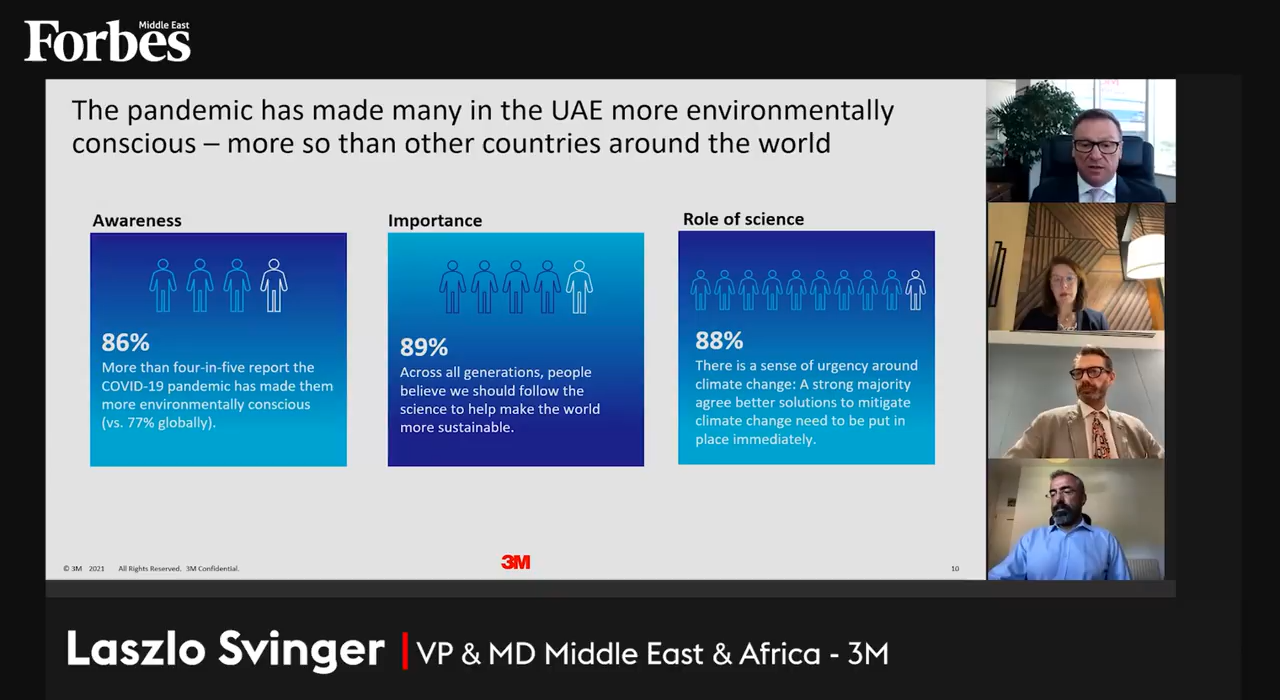 Forbes
Middle East
The pandemic has made many in the UAE more environmentally
conscious – more so than other countries around the world
Awareness
86%
More than four-in-five report the
COVID-19 pandemic has made them
more environmentally conscious
(vs. 77% globally).
Importance
89%
Across all generations, people
believe we should follow the
science to help make the world
more sustainable.
Role of science
88%
There is a sense of urgency around
climate change: A strong majority
agree better solutions to mitigate
climate change need to be put in
place immediately.
© 3M 2021 All Rights Reserved. 3M Confidential.
3M
10
Laszlo Svinger | VP & MD Middle East & Africa - 3M